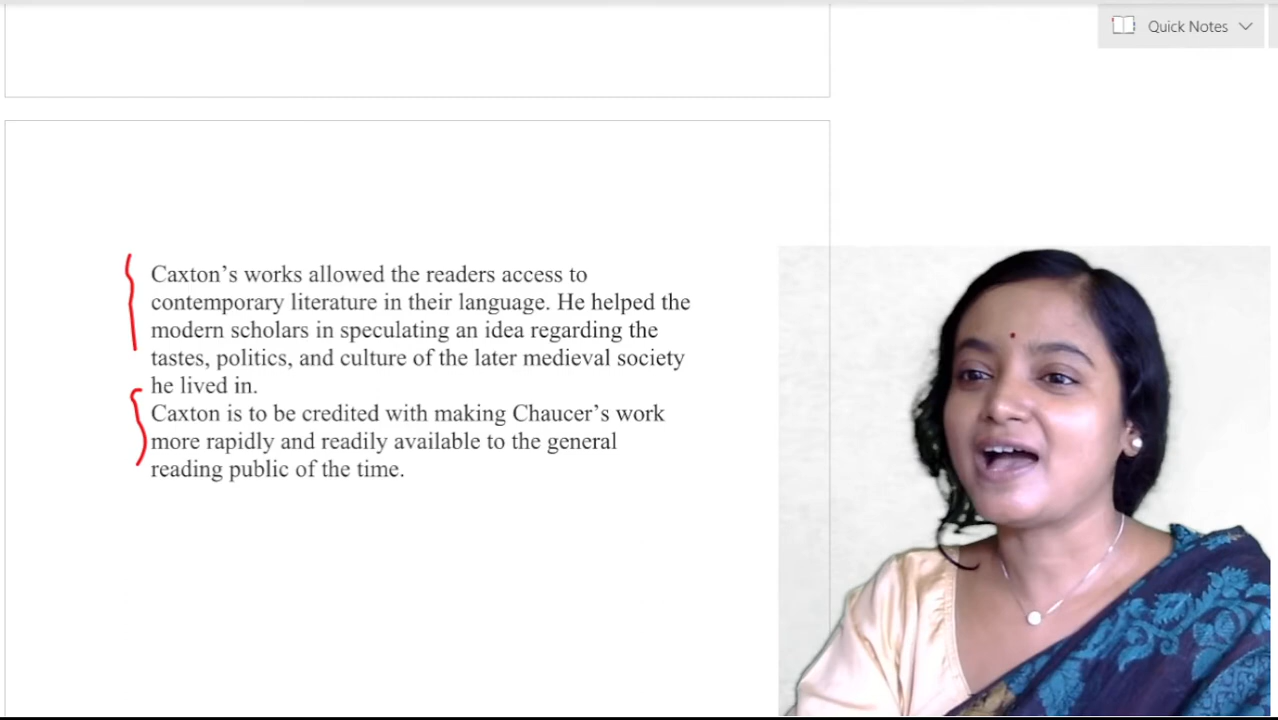 Quick Notes
Caxton’s works allowed the readers access to
contemporary literature in their language. He helped the
modern scholars in speculating an idea regarding the
tastes, politics, and culture of the later medieval society
he lived in.
Caxton is to be credited with making Chaucer’s work
more rapidly and readily available to the general
reading public of the time.